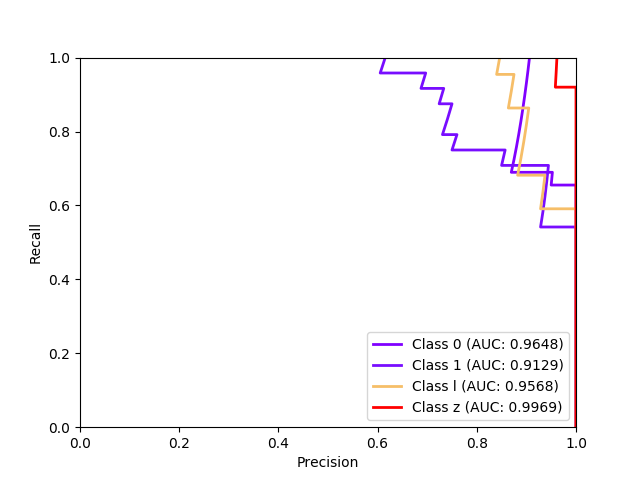 1.0
0.8
0.6
0.4
0.2
0.0
Recall
0.0 0.2 0.4 0.6 0.8 1.0
Precision
Class 0 (AUC: 0.9648)
Class 1 (AUC: 0.9129)
Class l (AUC: 0.9568)
Class z (AUC: 0.9969)